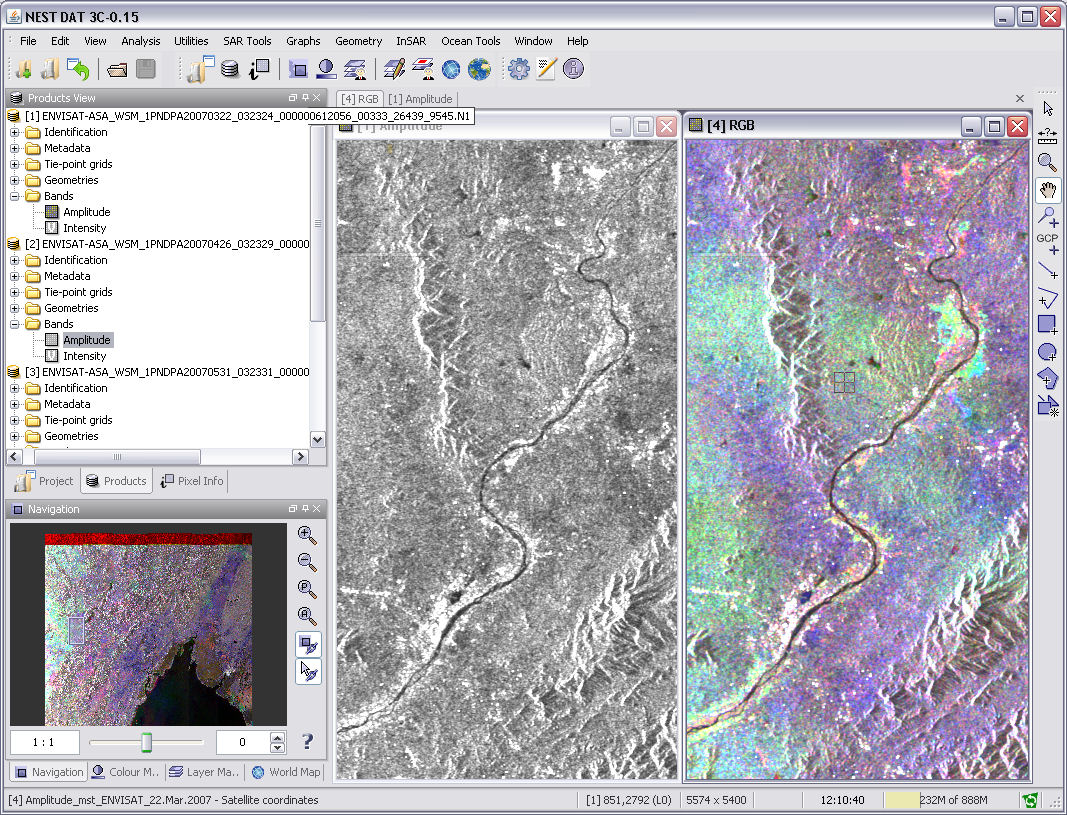 NEST DAT 3C-0.15
File Edit View Analysis Utilities SAR Tools Graphs Geometry InSAR Ocean Tools Window Help
Products View
[4] RGB [1] Amplitude
[1] ENVISAT-ASA_WSM_1PNDPA20070322_032324_000000612056_00333_26439_9545.N1
[1] Amplitude
[4] RGB
Identification
Metadata
Tie-point grids
Geometries
Bands
Amplitude
Intensity
[2] ENVISAT-ASA_WSM_1PNDPA20070426_032329_00000
Identification
Metadata
Tie-point grids
Geometries
Bands
Amplitude
Intensity
[3] ENVISAT-ASA_WSM_1PNDPA20070531_032331_00000
Identification
Metadata
Tie-point grids
Geometries
Project Products Pixel Info
Navigation
GCP
1 : 1
0
?
Navigation Colour M... Layer Ma... World Map
[4] Amplitude_mst_ENVISAT_22.Mar.2007 - Satellite coordinates [1] 851,2792 (L0) 5574 x 5400 12:10:40 232M of 888M